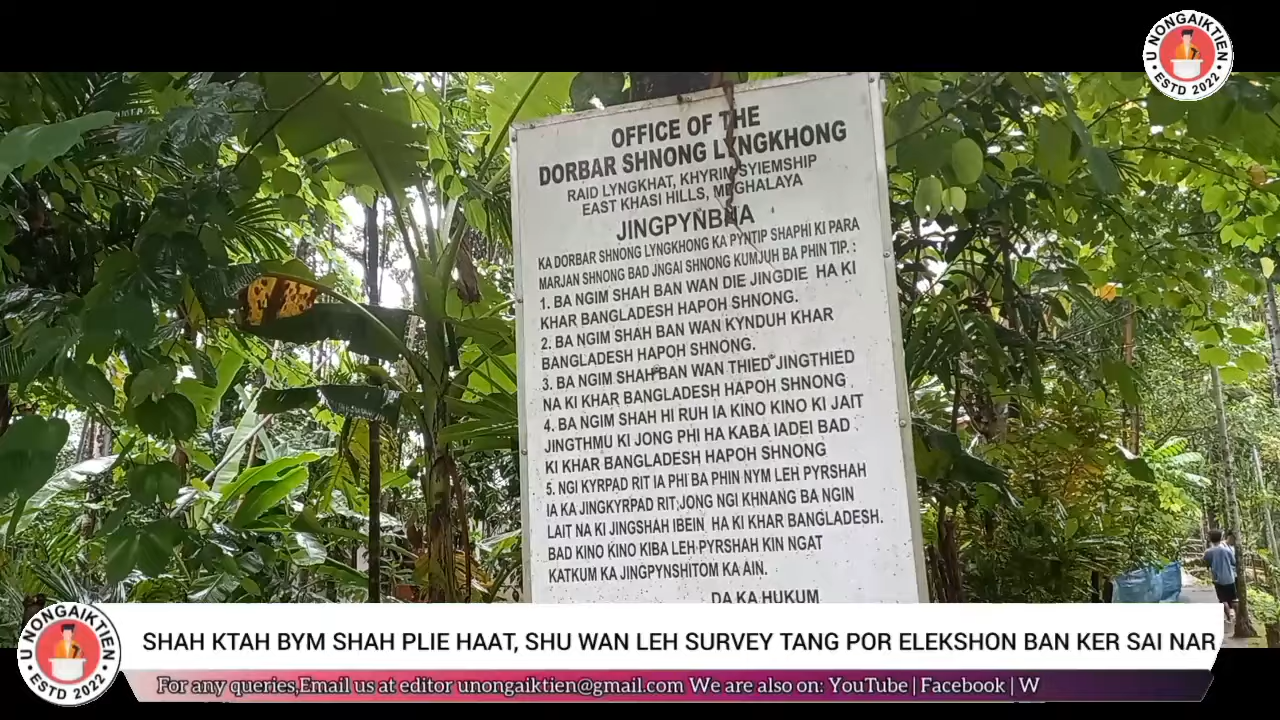 U NONGAIKTIEN
ESTD 2022
OFFICE OF THE
DORBAR SHNONG LYNGKHONG
RAID LYNGKHAT, KHYRIM SYIEMSHIP
EAST KHASI HILLS, MEGHALAYA
JINGPYNBNA
KA DORBAR SHNONG LYNGKHONG KA PYNTIP SHAPHI KI PARA
MARJAN SHNONG BAD JNGAI SHNONG KUMJUH BA PHIN TIP. :
1. BA NGIM SHAH BAN WAN DIE JINGDIE HA KI
KHAR BANGLADESH HAPOH SHNONG.
2. BA NGIM SHAH BAN WAN KYNDUH KHAR
BANGLADESH HAPOH SHNONG.
3. BA NGIM SHAH BAN WAN THIED JINGTHIED
NA KI KHAR BANGLADESH HAPOH SHNONG.
4. BA NGIM SHAH HI RUH IA KINO KINO KI JAIT
JINGTHMU KI JONG PHI HA KABA IADEI BAD
KI KHAR BANGLADESH HAPOH SHNONG
5. NGI KYRPAD RIT IA PHI BA PHIN NYM LEH PYRSHAH
IA KA JINGKYRPAD RIT JONG NGI KHNANG BA NGIN
LAIT NA KI JINGSHAH IBEIN HA KI KHAR BANGLADESH.
BAD KINO KINO KIBA LEH PYRSHAH KIN NGAT
KATKUM KA JINGPYNSHITOM KA AIN.
DA KA HUKUM
U NONGAIKTIEN
ESTD 2022
SHAH KTAH BYM SHAH PLIE HAAT, SHU WAN LEH SURVEY TANG POR ELEKSHON BAN KER SAI NAR
For any queries,Email us at editor unongaiktien@gmail.com We are also on: YouTube | Facebook | W